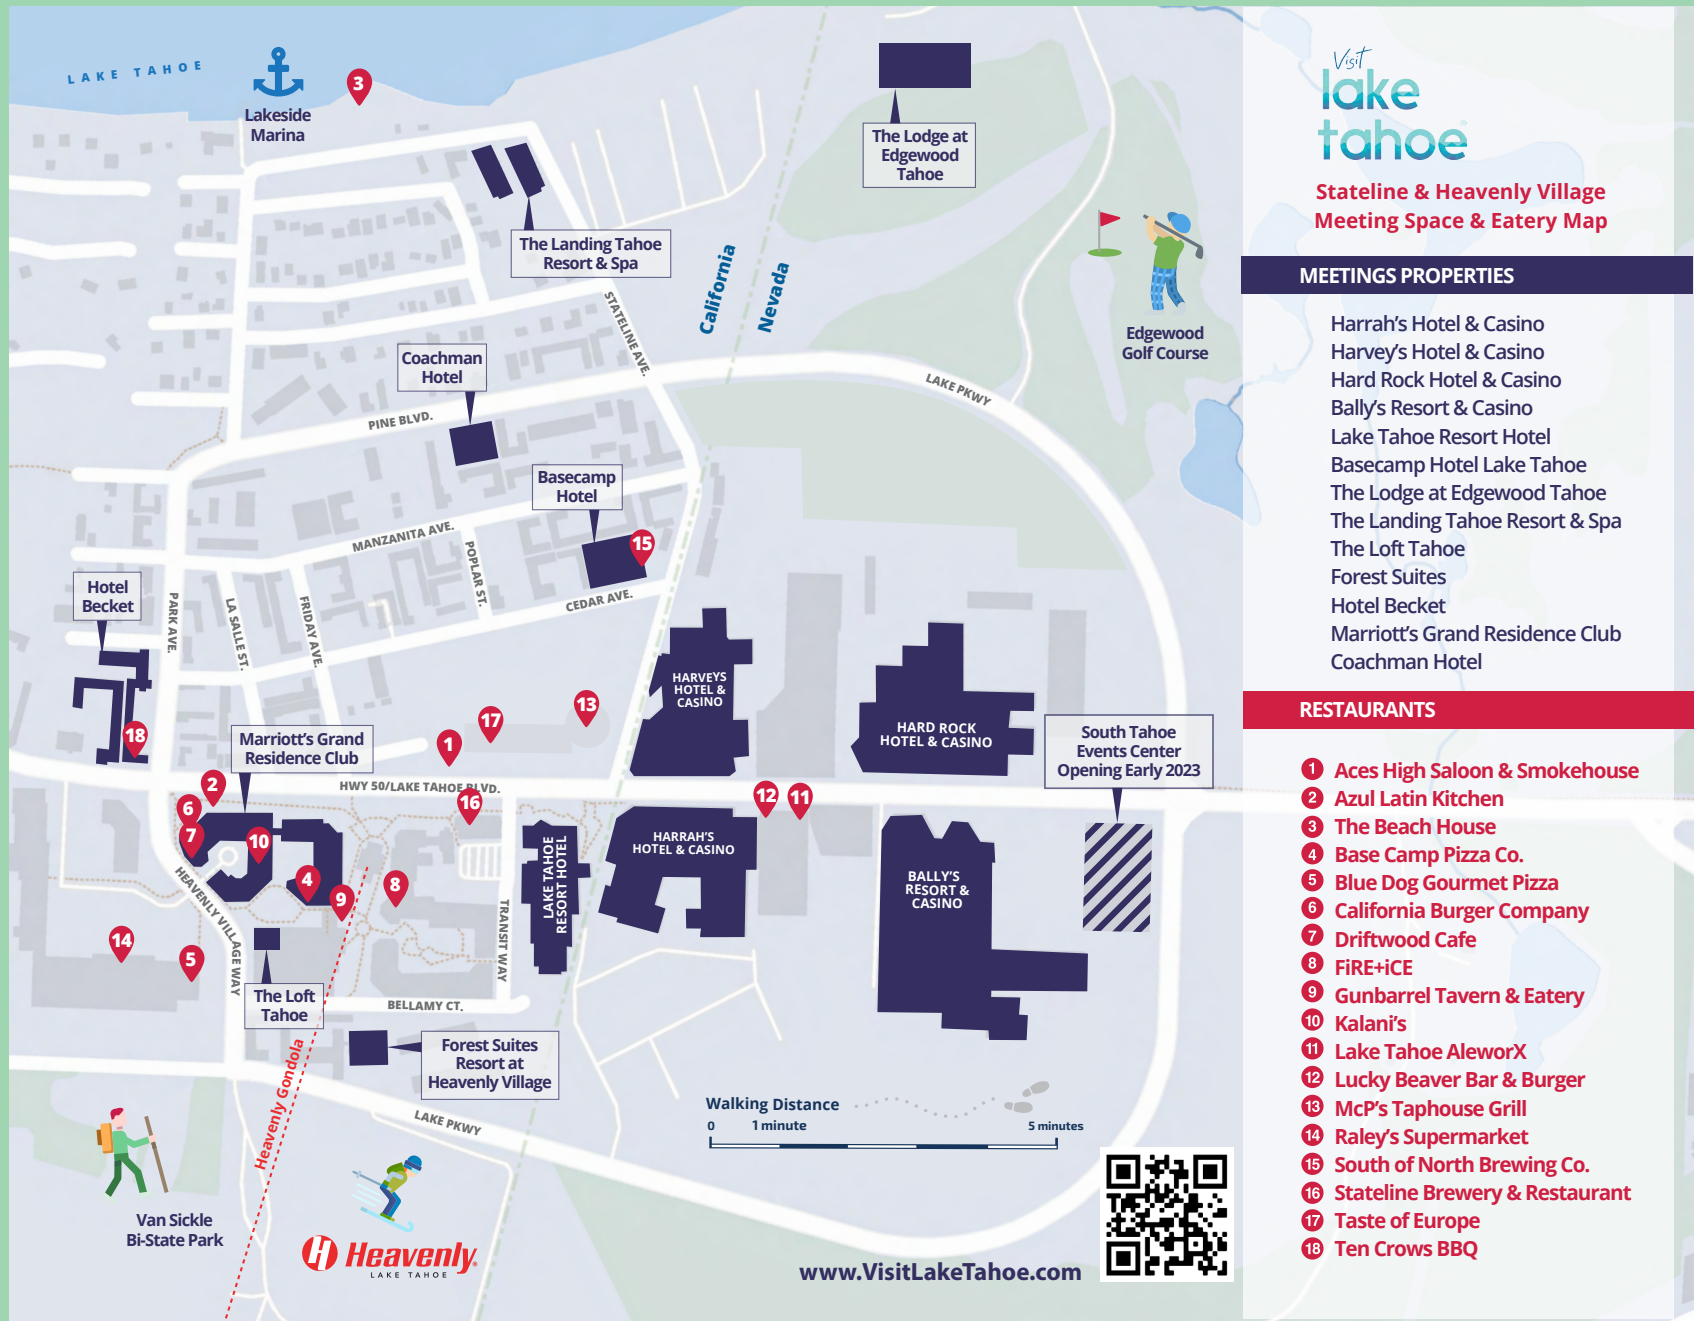 LAKE TAHOE
Lakeside
Marina
3
The Lodge at
Edgewood
Tahoe
The Landing Tahoe
Resort & Spa
California
Nevada
Edgewood
Golf Course
STATELINE AVE.
Coachman
Hotel
LAKE PKWY
PINE BLVD.
Basecamp
Hotel
MANZANITA AVE.
POPLAR ST.
15
CEDAR AVE.
Hotel
Becket
PARK AVE.
LA SALLE ST.
FRIDAY AVE.
HARVEYS
HOTEL &
CASINO
HARD ROCK
HOTEL & CASINO
South Tahoe
Events Center
Opening Early 2023
13
17
1
18
Marriott's Grand
Residence Club
HWY 50/LAKE TAHOE BLVD.
2
6
7
10
4
9
8
16
12
11
LAKE TAHOE
RESORT HOTEL
HARRAH'S
HOTEL & CASINO
BALLY'S
RESORT &
CASINO
HEAVENLY VILLAGE WAY
TRANSIT WAY
14
5
The Loft
Tahoe
BELLAMY CT.
Forest Suites
Resort at
Heavenly Village
Heavenly Gondola
LAKE PKWY
Walking Distance
0 1 minute 5 minutes
Van Sickle
Bi-State Park
H Heavenly®
LAKE TAHOE
www.VisitLakeTahoe.com
Visit
lake
tahoe
Stateline & Heavenly Village
Meeting Space & Eatery Map
MEETINGS PROPERTIES
Harrah's Hotel & Casino
Harvey's Hotel & Casino
Hard Rock Hotel & Casino
Bally's Resort & Casino
Lake Tahoe Resort Hotel
Basecamp Hotel Lake Tahoe
The Lodge at Edgewood Tahoe
The Landing Tahoe Resort & Spa
The Loft Tahoe
Forest Suites
Hotel Becket
Marriott's Grand Residence Club
Coachman Hotel
RESTAURANTS
1 Aces High Saloon & Smokehouse
2 Azul Latin Kitchen
3 The Beach House
4 Base Camp Pizza Co.
5 Blue Dog Gourmet Pizza
6 California Burger Company
7 Driftwood Cafe
8 FiRE+iCE
9 Gunbarrel Tavern & Eatery
10 Kalani's
11 Lake Tahoe AleworX
12 Lucky Beaver Bar & Burger
13 McP's Taphouse Grill
14 Raley's Supermarket
15 South of North Brewing Co.
16 Stateline Brewery & Restaurant
17 Taste of Europe
18 Ten Crows BBQ